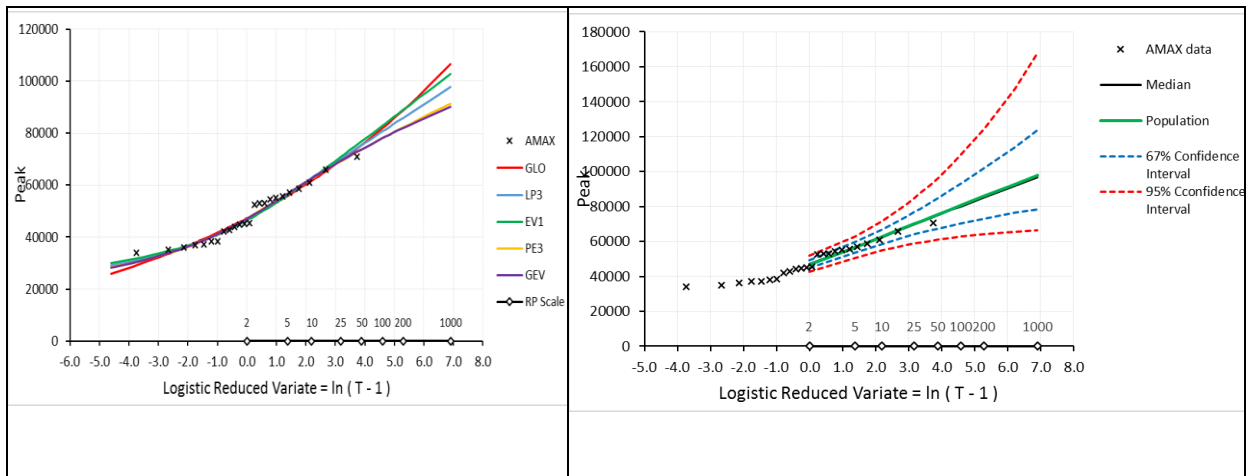 120000
100000
80000
60000
40000
20000
0
Peak
2 5 10 25 50 100 200 1000
-6.0 -5.0 -4.0 -3.0 -2.0 -1.0 0.0 1.0 2.0 3.0 4.0 5.0 6.0 7.0 8.0
Logistic Reduced Variate = ln ( T - 1 )
AMAX
GLO
LP3
EV1
PE3
GEV
RP Scale
180000
160000
140000
120000
100000
80000
60000
40000
20000
0
Peak
2 5 10 25 50 100 200 1000
-5.0 -4.0 -3.0 -2.0 -1.0 0.0 1.0 2.0 3.0 4.0 5.0 6.0 7.0 8.0
Logistic Reduced Variate = ln ( T - 1 )
AMAX data
Median
Population
67% Confidence
Interval
95% Cconfidence
Interval